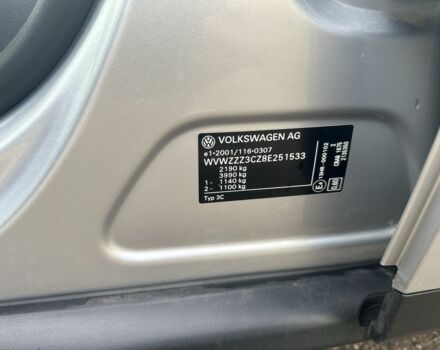 VOLKSWAGEN AG
e1-2001/116-0307
WVWZZZ3CZ8E251533
2190 kg
3990 kg
1 - 1140 kg
2 - 1100 kg
Typ 3C